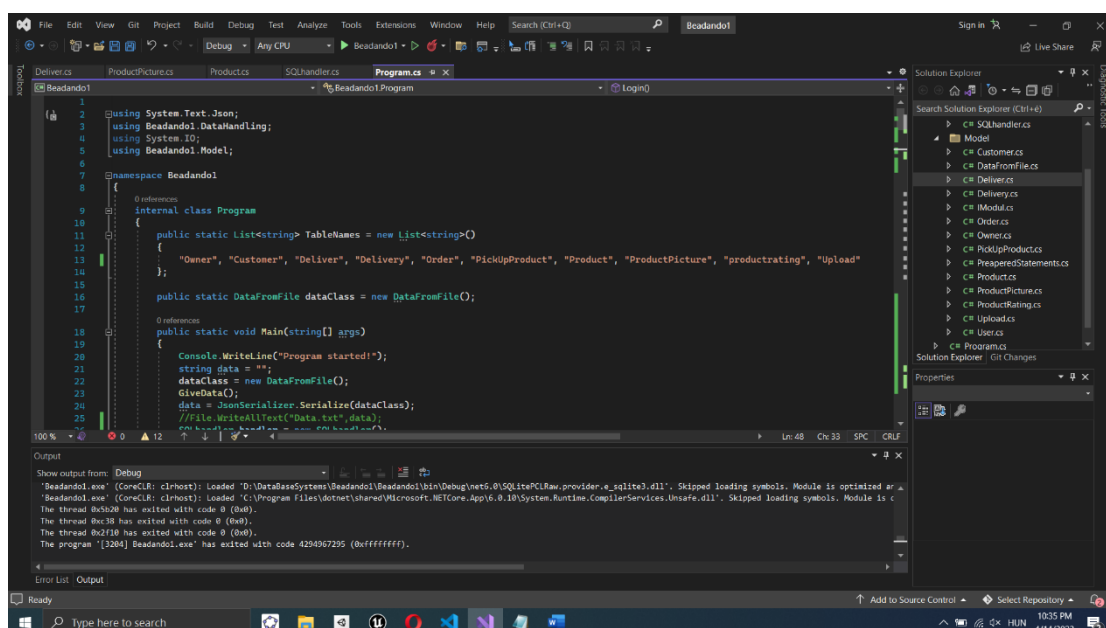 File Edit View Git Project Build Debug Test Analyze Tools Extensions Window Help Search (Ctrl+Q) Beadando1 Sign in
Debug Any CPU Beadando1 Live Share
Toolbox
Deliver.cs ProductPicture.cs Product.cs SQLhandler.cs Program.cs
Beadando1 Beadando1.Program Login()
1
2 using System.Text.Json;
3 using Beadando1.DataHandling;
4 using System.IO;
5 using Beadando1.Model;
6
7 namespace Beadando1
8 {
0 references
9 internal class Program
10 {
11 public static List<string> TableNames = new List<string>()
12 {
13 "Owner", "Customer", "Deliver", "Delivery", "Order", "PickUpProduct", "Product", "ProductPicture", "productrating", "Upload"
14 };
15
16 public static DataFromFile dataClass = new DataFromFile();
17
0 references
18 public static void Main(string[] args)
19 {
20 Console.WriteLine("Program started!");
21 string data = "";
22 dataClass = new DataFromFile();
23 GiveData();
24 data = JsonSerializer.Serialize(dataClass);
25 //File.WriteAllText("Data.txt",data);
26 SQLhandler handler = new SQLhandler();
100 % 0 12 Ln: 48 Ch: 33 SPC CRLF
Output
Show output from: Debug
'Beadando1.exe' (CoreCLR: clrhost): Loaded 'D:\DataBaseSystems\Beadando1\Beadando1\bin\Debug\net6.0\SQLitePCLRaw.provider.e_sqlite3.dll'. Skipped loading symbols. Module is optimized
'Beadando1.exe' (CoreCLR: clrhost): Loaded 'C:\Program Files\dotnet\shared\Microsoft.NETCore.App\6.0.10\System.Runtime.CompilerServices.Unsafe.dll'. Skipped loading symbols. Module is
The thread 0x5b20 has exited with code 0 (0x0).
The thread 0xc38 has exited with code 0 (0x0).
The thread 0x2f10 has exited with code 0 (0x0).
The program '[3204] Beadando1.exe' has exited with code 4294967295 (0xffffffff).
Error List Output
Solution Explorer
Search Solution Explorer (Ctrl+é)
C# SQLhandler.cs
Model
C# Customer.cs
C# DataFromFile.cs
C# Deliver.cs
C# Delivery.cs
C# IModul.cs
C# Order.cs
C# Owner.cs
C# PickUpProduct.cs
C# PreaperedStatements.cs
C# Product.cs
C# ProductPicture.cs
C# ProductRating.cs
C# Upload.cs
C# User.cs
C# Program.cs
Solution Explorer Git Changes
Properties
Diagnostic Tools
Ready Add to Source Control Select Repository
Type here to search HUN 10:35 PM